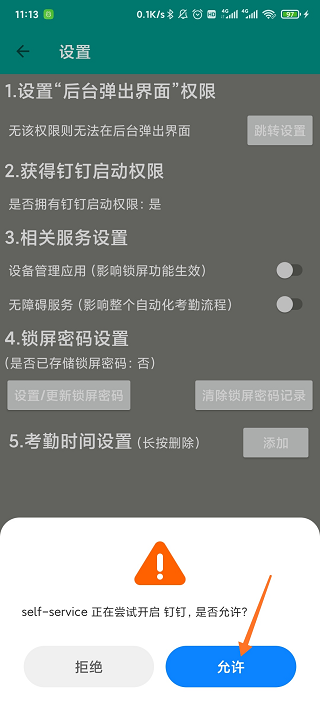 11:13 0.1K/s 4G 4G 97
设置
1.设置“后台弹出界面”权限
无该权限则无法在后台弹出界面 跳转设置
2.获得钉钉启动权限
是否拥有钉钉启动权限: 是
3.相关服务设置
设备管理应用 (影响锁屏功能生效)
无障碍服务 (影响整个自动化考勤流程)
4.锁屏密码设置
(是否已存储锁屏密码: 否)
设置/更新锁屏密码 清除锁屏密码记录
5.考勤时间设置 (长按删除) 添加
self-service 正在尝试开启 钉钉, 是否允许?
拒绝 允许